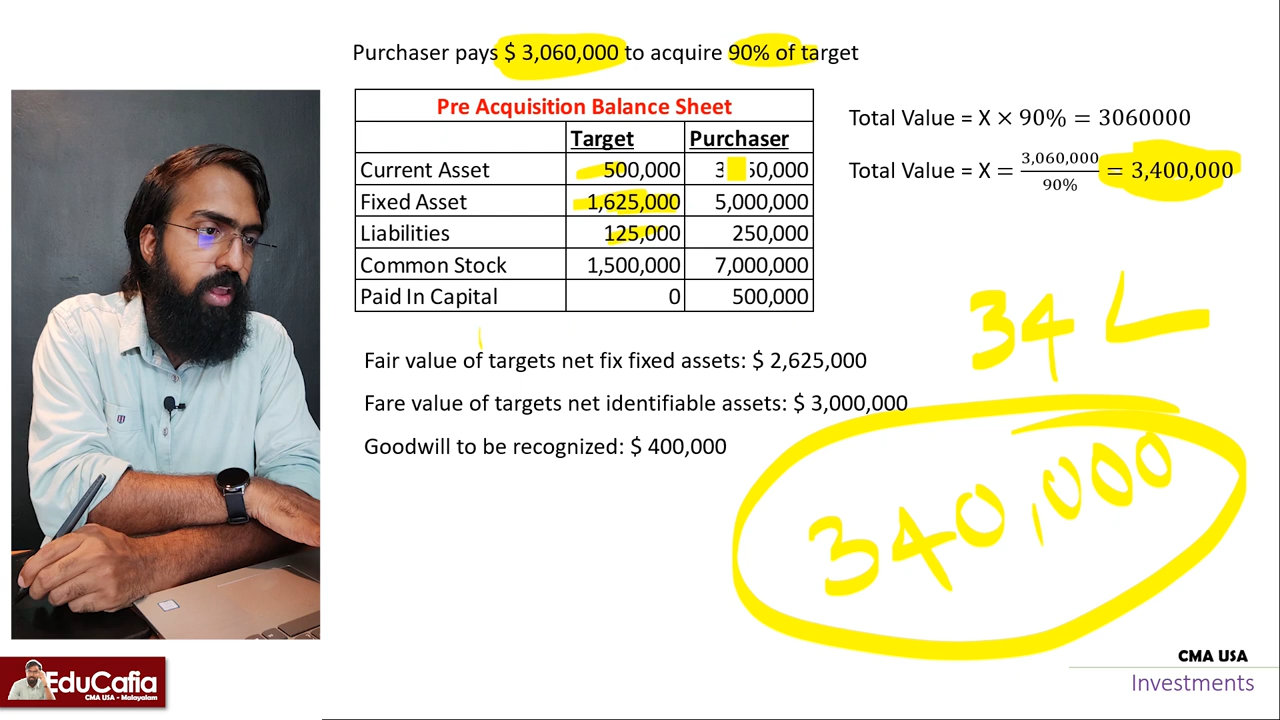 Purchaser pays $ 3,060,000 to acquire 90% of target
Pre Acquisition Balance Sheet
Target Purchaser
Current Asset 500,000
Fixed Asset 1,625,000 5,000,000
Liabilities 125,000 250,000
Common Stock 1,500,000 7,000,000
Paid In Capital 0 500,000
Total Value = X × 90% = 3060000
Total Value = X = 3,060,000/90% = 3,400,000
34 L
Fair value of targets net fix fixed assets: $ 2,625,000
Fare value of targets net identifiable assets: $ 3,000,000
Goodwill to be recognized: $ 400,000
340,000
EduCafia
CMA USA - Malayalam
CMA USA
Investments